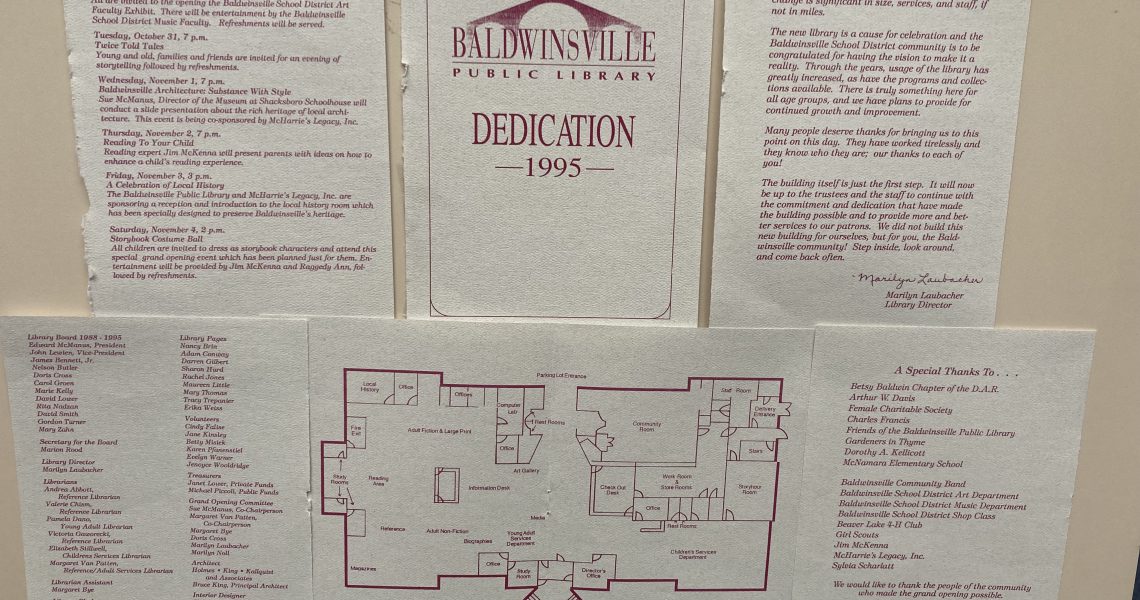 All are invited to the opening the Baldwinsville School District Art
Faculty Exhibit. There will be entertainment by the Baldwinsville
School District Music Faculty. Refreshments will be served.
Tuesday, October 31, 7 p.m.
Twice Told Tales
Young and old, families and friends are invited for an evening of
storytelling followed by refreshments.
Wednesday, November 1, 7 p.m.
Baldwinsville Architecture: Substance With Style
Sue McManus, Director of the Museum at Shacksboro Schoolhouse will
conduct a slide presentation about the rich heritage of local archi-
tecture. This event is being co-sponsored by McHarrie's Legacy, Inc.
Thursday, November 2, 7 p.m.
Reading To Your Child
Reading expert Jim McKenna will present parents with ideas on how to
enhance a child's reading experience.
Friday, November 3, 3 p.m.
A Celebration of Local History
The Baldwinsville Public Library and McHarrie's Legacy, Inc. are
sponsoring a reception and introduction to the local history room which
has been specially designed to preserve Baldwinsville's heritage.
Saturday, November 4, 2 p.m.
Storybook Costume Ball
All children are invited to dress as storybook characters and attend this
special grand opening event which has been planned just for them. En-
tertainment will be provided by Jim McKenna and Raggedy Ann, fol-
lowed by refreshments.
BALDWINSVILLE
PUBLIC LIBRARY
DEDICATION
—1995—
change is significant in size, services, and staff, if
not in miles.
The new library is a cause for celebration and the
Baldwinsville School District community is to be
congratulated for having the vision to make it a
reality. Through the years, usage of the library has
greatly increased, as have the programs and collec-
tions available. There is truly something here for
all age groups, and we have plans to provide for
continued growth and improvement.
Many people deserve thanks for bringing us to this
point on this day. They have worked tirelessly and
they know who they are; our thanks to each of
you!
The building itself is just the first step. It will now
be up to the trustees and the staff to continue with
the commitment and dedication that have made
the building possible and to provide more and bet-
ter services to our patrons. We did not build this
new building for ourselves, but for you, the Bald-
winsville community! Step inside, look around,
and come back often.
Marilyn Laubacher
Marilyn Laubacher
Library Director
Library Board 1988 - 1995
Edward McManus, President
John Lewien, Vice-President
James Bennett, Jr.
Nelson Butler
Doris Cross
Carol Groen
Marie Kelly
David Lower
Rita Nadzan
David Smith
Gordon Turner
Mary Zahn
Secretary for the Board
Marion Rood
Library Director
Marilyn Laubacher
Librarians
Andrea Abbott,
Reference Librarian
Valerie Chism,
Reference Librarian
Pamela Dano,
Young Adult Librarian
Victoria Gaworecki,
Reference Librarian
Elizabeth Stillwell,
Childrens Services Librarian
Margaret Van Patten,
Reference/Adult Services Librarian
Librarian Assistant
Margaret Bye
Library Pages
Nancy Brin
Adam Conway
Darren Gilbert
Sharon Hurd
Rachel Jones
Maureen Little
Mary Thomas
Tracy Trepanier
Erika Weiss
Volunteers
Cindy Falise
Jane Kinsley
Betty Minick
Karen Pfanenstiel
Evelyn Warner
Jenoyce Wooldridge
Treasurers
Janet Lower, Private Funds
Michael Piccoli, Public Funds
Grand Opening Committee
Sue McManus, Co-Chairperson
Margaret Van Patten,
Co-Chairperson
Margaret Bye
Doris Cross
Marilyn Laubacher
Marilyn Nall
Architect
Holmes • King • Kallquist
and Associates
Bruce King, Principal Architect
Interior Designer
Parking Lot Entrance
Local
History
Office
Offices
Computer
Lab
Rest Rooms
Community
Room
Staff Room
Delivery
Entrance
Fire
Exit
Adult Fiction & Large Print
Office
Stairs
Art Gallery
Study
Rooms
Reading
Area
Information Desk
Check Out
Desk
Work Room
&
Store Rooms
Storyhour
Room
Office
Media
Rest Rooms
Reference
Adult Non-Fiction
Biographies
Young Adult
Services
Department
Children's Services
Department
Magazines
Office
Study
Room
Director's
Office
A Special Thanks To . . .
Betsy Baldwin Chapter of the D.A.R.
Arthur W. Davis
Female Charitable Society
Charles Francis
Friends of the Baldwinsville Public Library
Gardeners in Thyme
Dorothy A. Kellicott
McNamara Elementary School
Baldwinsville Community Band
Baldwinsville School District Art Department
Baldwinsville School District Music Department
Baldwinsville School District Shop Class
Beaver Lake 4-H Club
Girl Scouts
Jim McKenna
McHarrie's Legacy, Inc.
Sylvia Scharlatt
We would like to thank the people of the community
who made the grand opening possible.